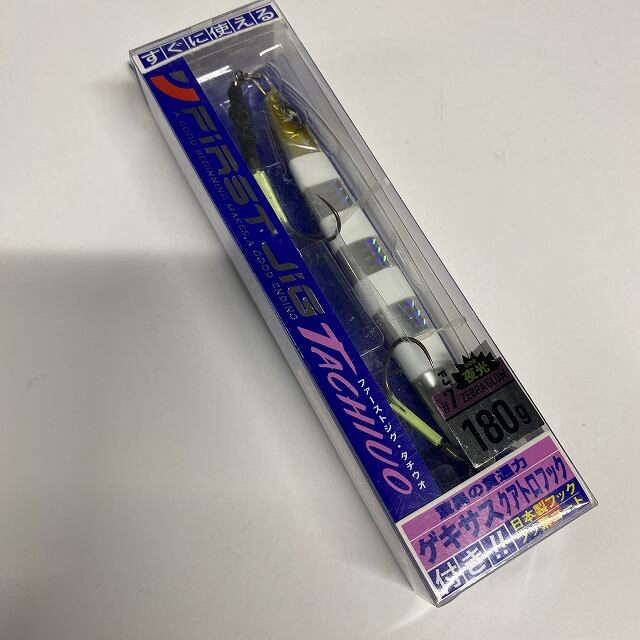 すぐに使える
FIRST・JIG
A GOOD BEGINNING MAKES A GOOD ENDING
TACHIUO
ファーストジグ・タチウオ
夜光
#7 ZEBRA GLOW
180g
驚異の貫通力
ゲキサスクアトロフック
付き!!
日本製フック